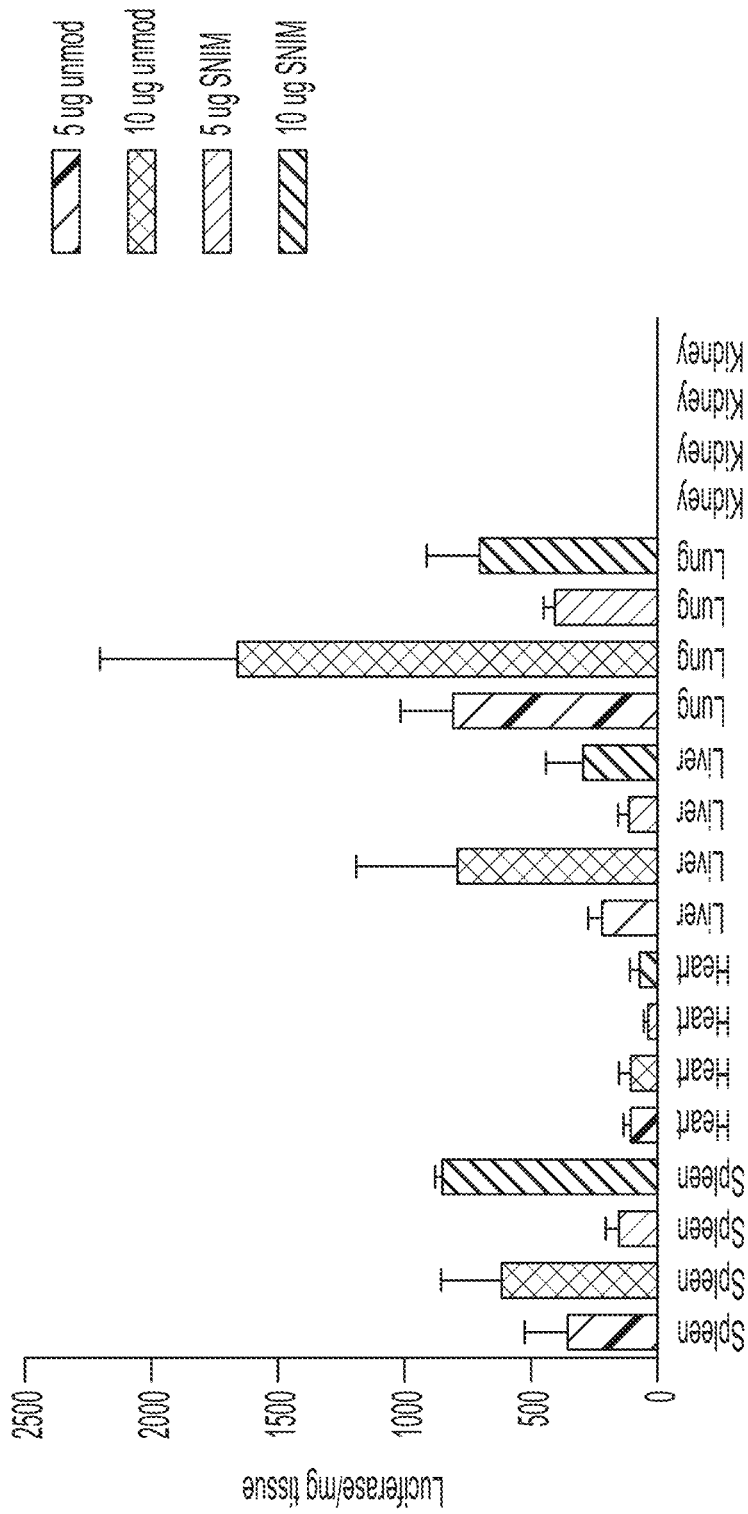 5 ug unmod
10 ug unmod
5 ug SNIM
10 ug SNIM
Luciferase/mg tissue
2500
2000
1500
1000
500
0
Spleen
Spleen
Spleen
Spleen
Heart
Heart
Heart
Heart
Liver
Liver
Liver
Liver
Lung
Lung
Lung
Lung
Kidney
Kidney
Kidney
Kidney